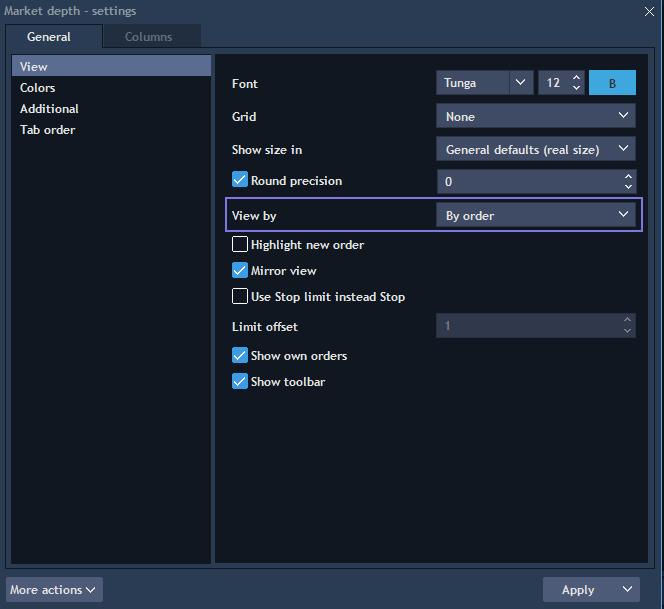 Market depth - settings
General Columns
View
Colors
Additional
Tab order
Font Tunga 12 B
Grid None
Show size in General defaults (real size)
Round precision 0
View by By order
Highlight new order
Mirror view
Use Stop limit instead Stop
Limit offset 1
Show own orders
Show toolbar
More actions Apply